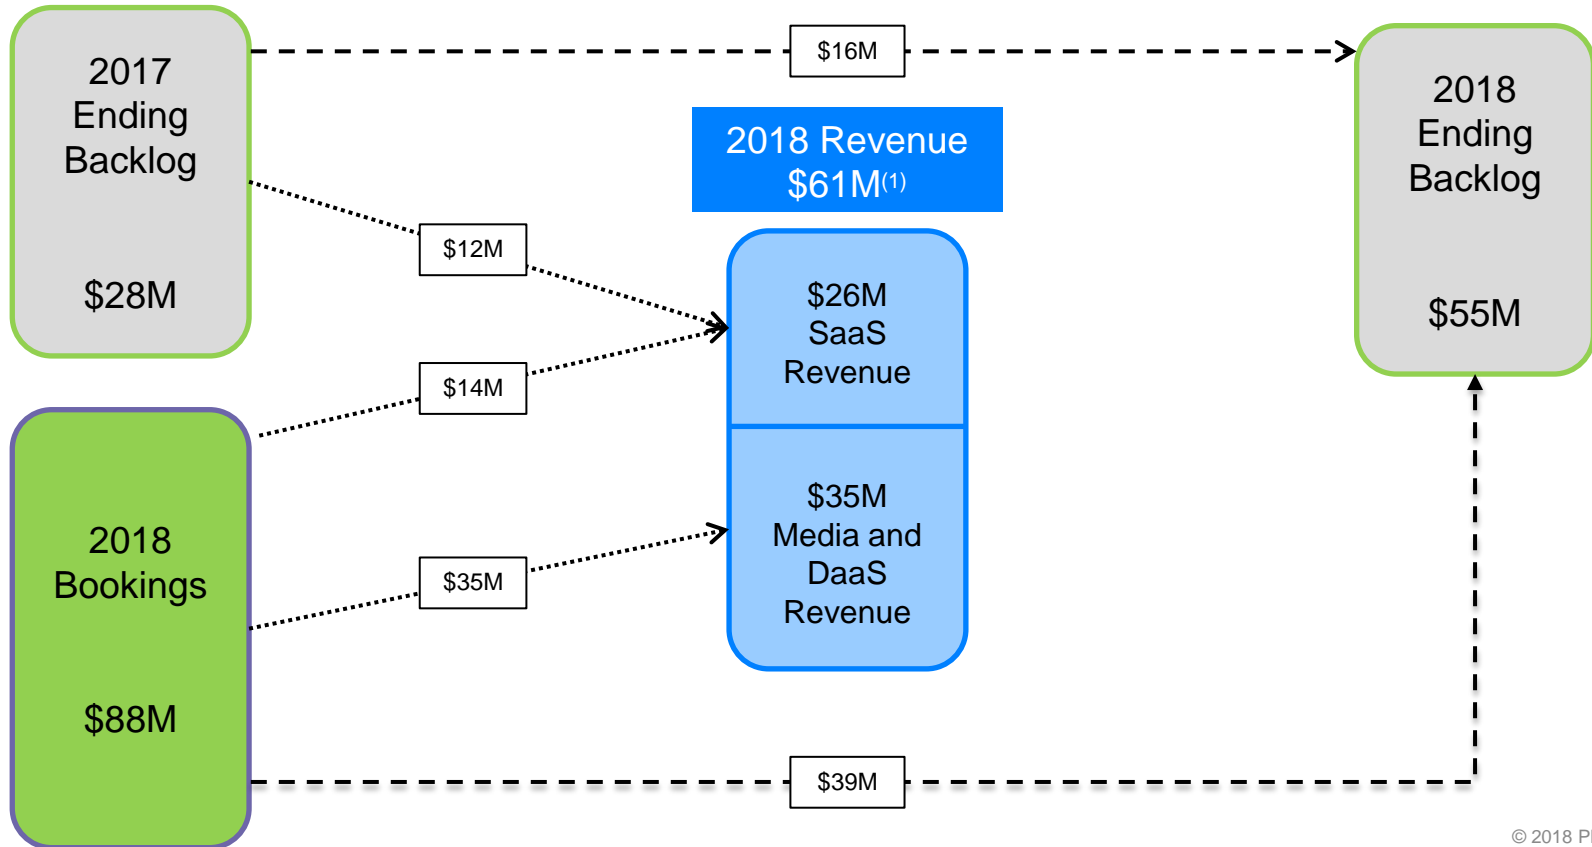 2017
Ending
Backlog
$28M
$16M
2018 Revenue
$61M(1)
2018
Ending
Backlog
$55M
$12M
$14M
$26M
SaaS
Revenue
2018
Bookings
$88M
$35M
$35M
Media and
DaaS
Revenue
$39M
© 2018